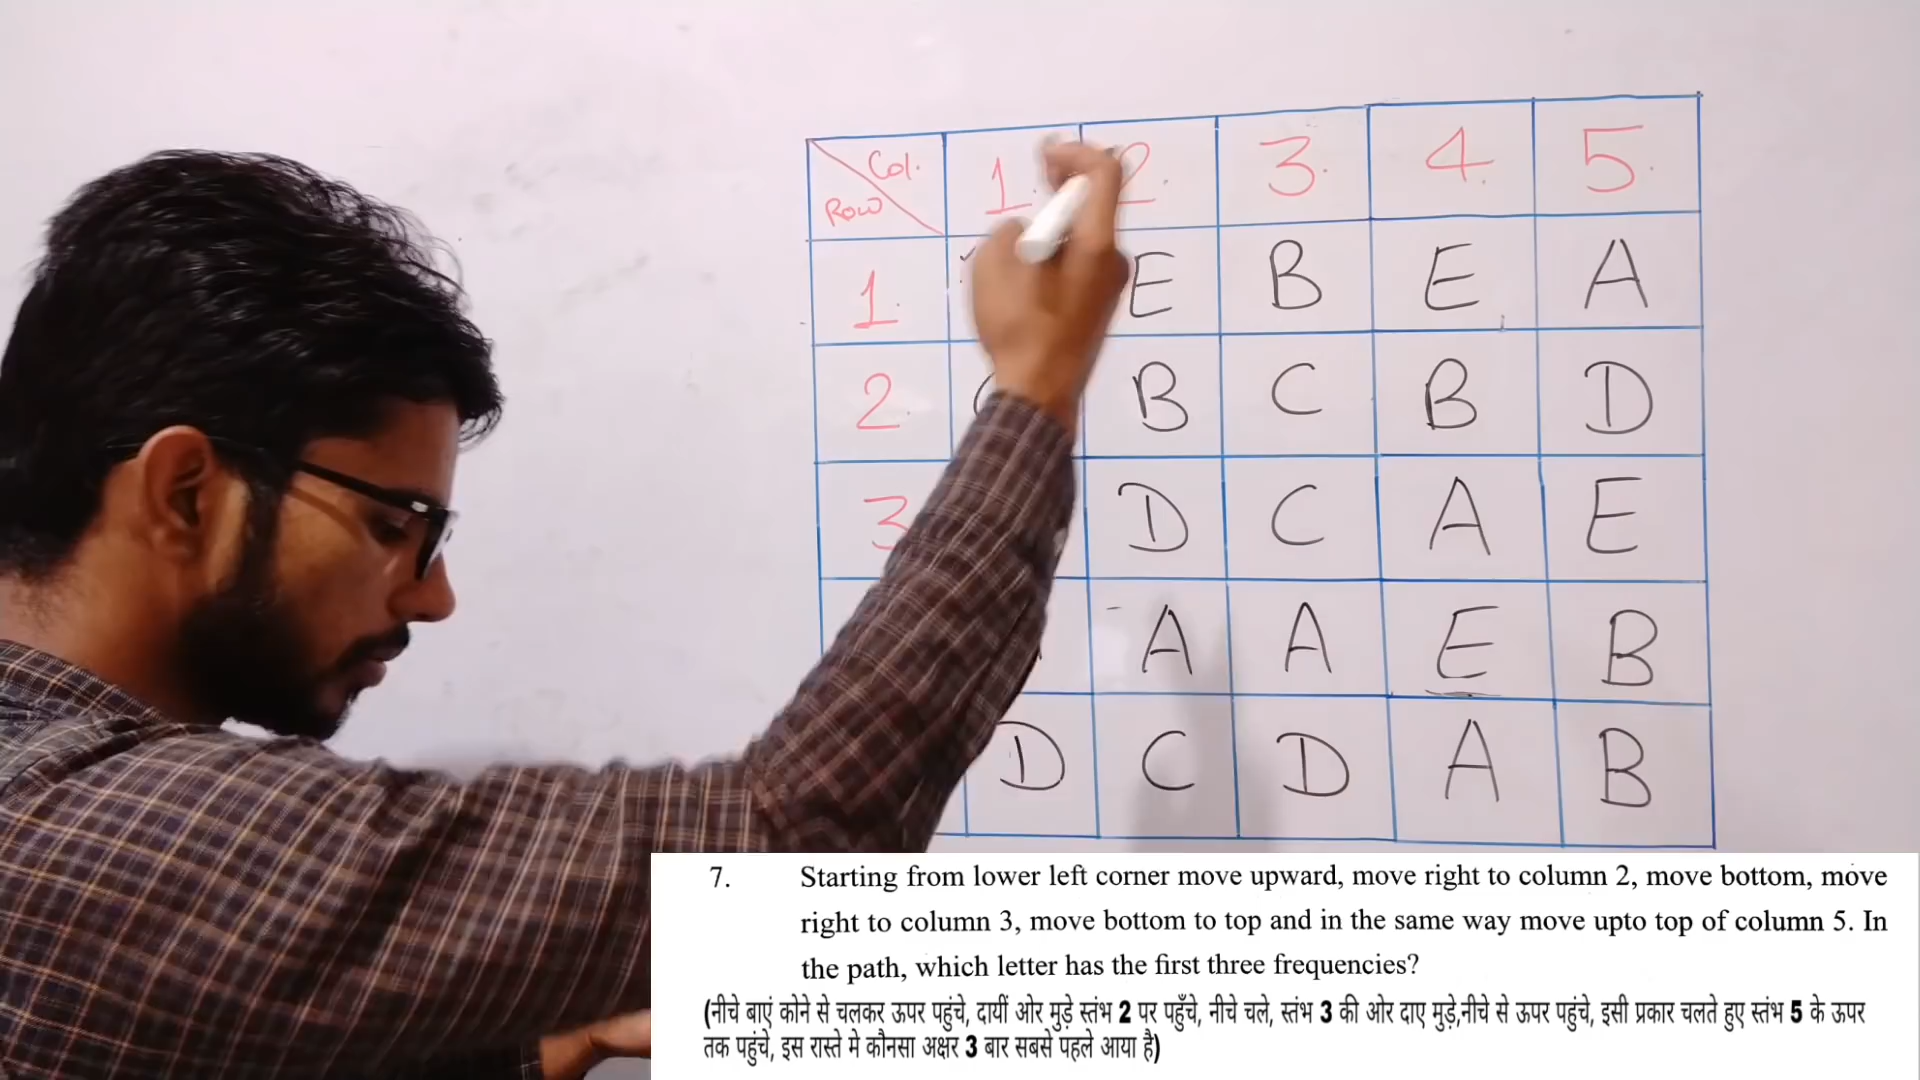 Col. 1. 2. 3. 4. 5.
Row
1. E B E A
2. B C B D
3 D C A E
A A E B
D C D A B
7. Starting from lower left corner move upward, move right to column 2, move bottom, move
right to column 3, move bottom to top and in the same way move upto top of column 5. In
the path, which letter has the first three frequencies?
(नीचे बाएं कोने से चलकर ऊपर पहुंचे, दायीं ओर मुड़े स्तंभ 2 पर पहुँचे, नीचे चले, स्तंभ 3 की ओर दाए मुड़े,नीचे से ऊपर पहुंचे, इसी प्रकार चलते हुए स्तंभ 5 के ऊपर
तक पहुंचे, इस रास्ते मे कौनसा अक्षर 3 बार सबसे पहले आया है)